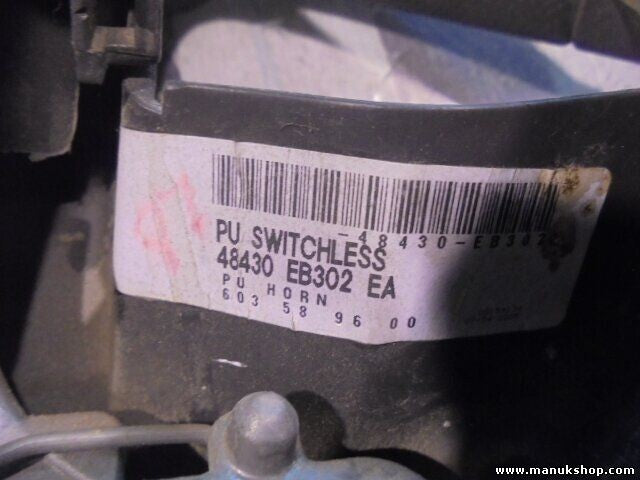 -48430-EB302
PU SWITCHLESS
48430 EB302 EA
PU HORN
603 58 96 00
www.manukshop.com